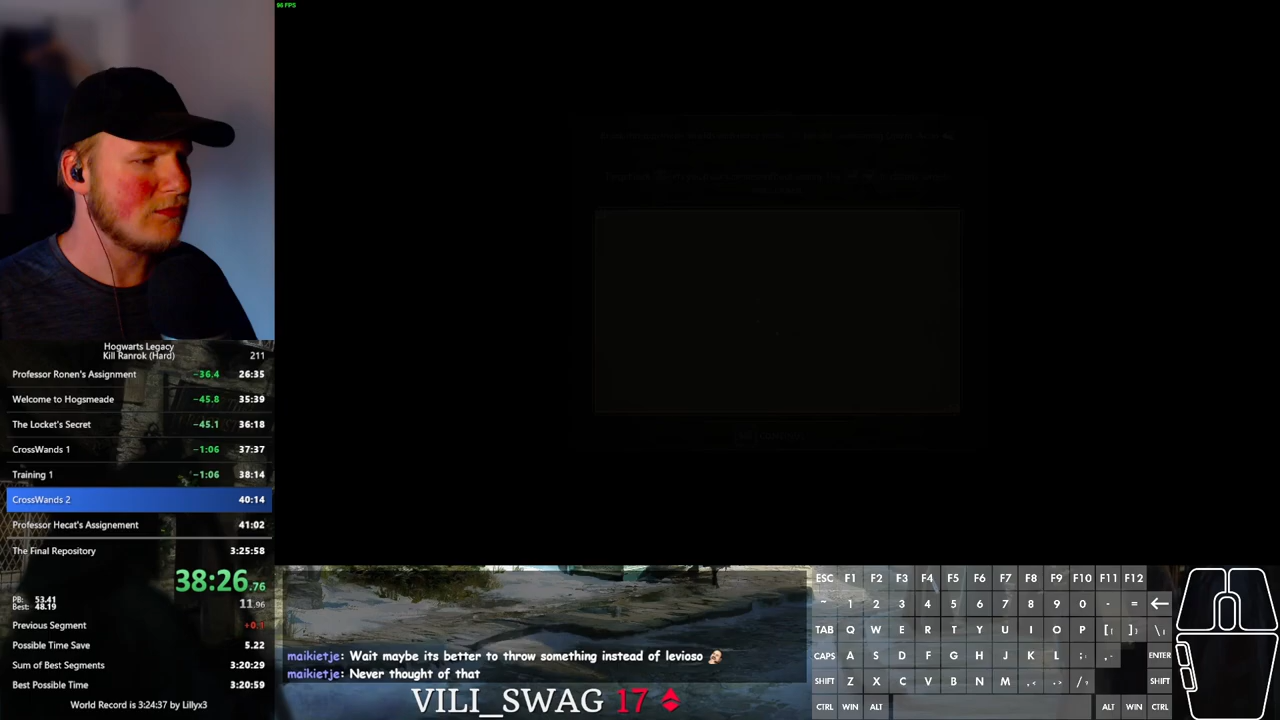 96 FPS
Hogwarts Legacy
Kill Ranrok (Hard) 211
Professor Ronen's Assignment -36.4 26:35
Welcome to Hogsmeade -45.8 35:39
The Locket's Secret -45.1 36:18
CrossWands 1 -1:06 37:37
Training 1 -1:06 38:14
CrossWands 2 40:14
Professor Hecat's Assignement 41:02
The Final Repository 3:25:58
38:26.76
PB: 53.41
Best: 48.19
11.96
Previous Segment +0.1
Possible Time Save 5.22
Sum of Best Segments 3:20:29
Best Possible Time 3:20:59
World Record is 3:24:37 by Lillyx3
maikietje: Wait maybe its better to throw something instead of levioso
maikietje: Never thought of that
VILI_SWAG 17
ESC F1 F2 F3 F4 F5 F6 F7 F8 F9 F10 F11 F12
~ 1 2 3 4 5 6 7 8 9 0 - =
TAB Q W E R T Y U I O P [{ ]} \|
CAPS A S D F G H J K L ;: ENTER
SHIFT Z X C V B N M ,< .> /? SHIFT
CTRL WIN ALT ALT WIN CTRL